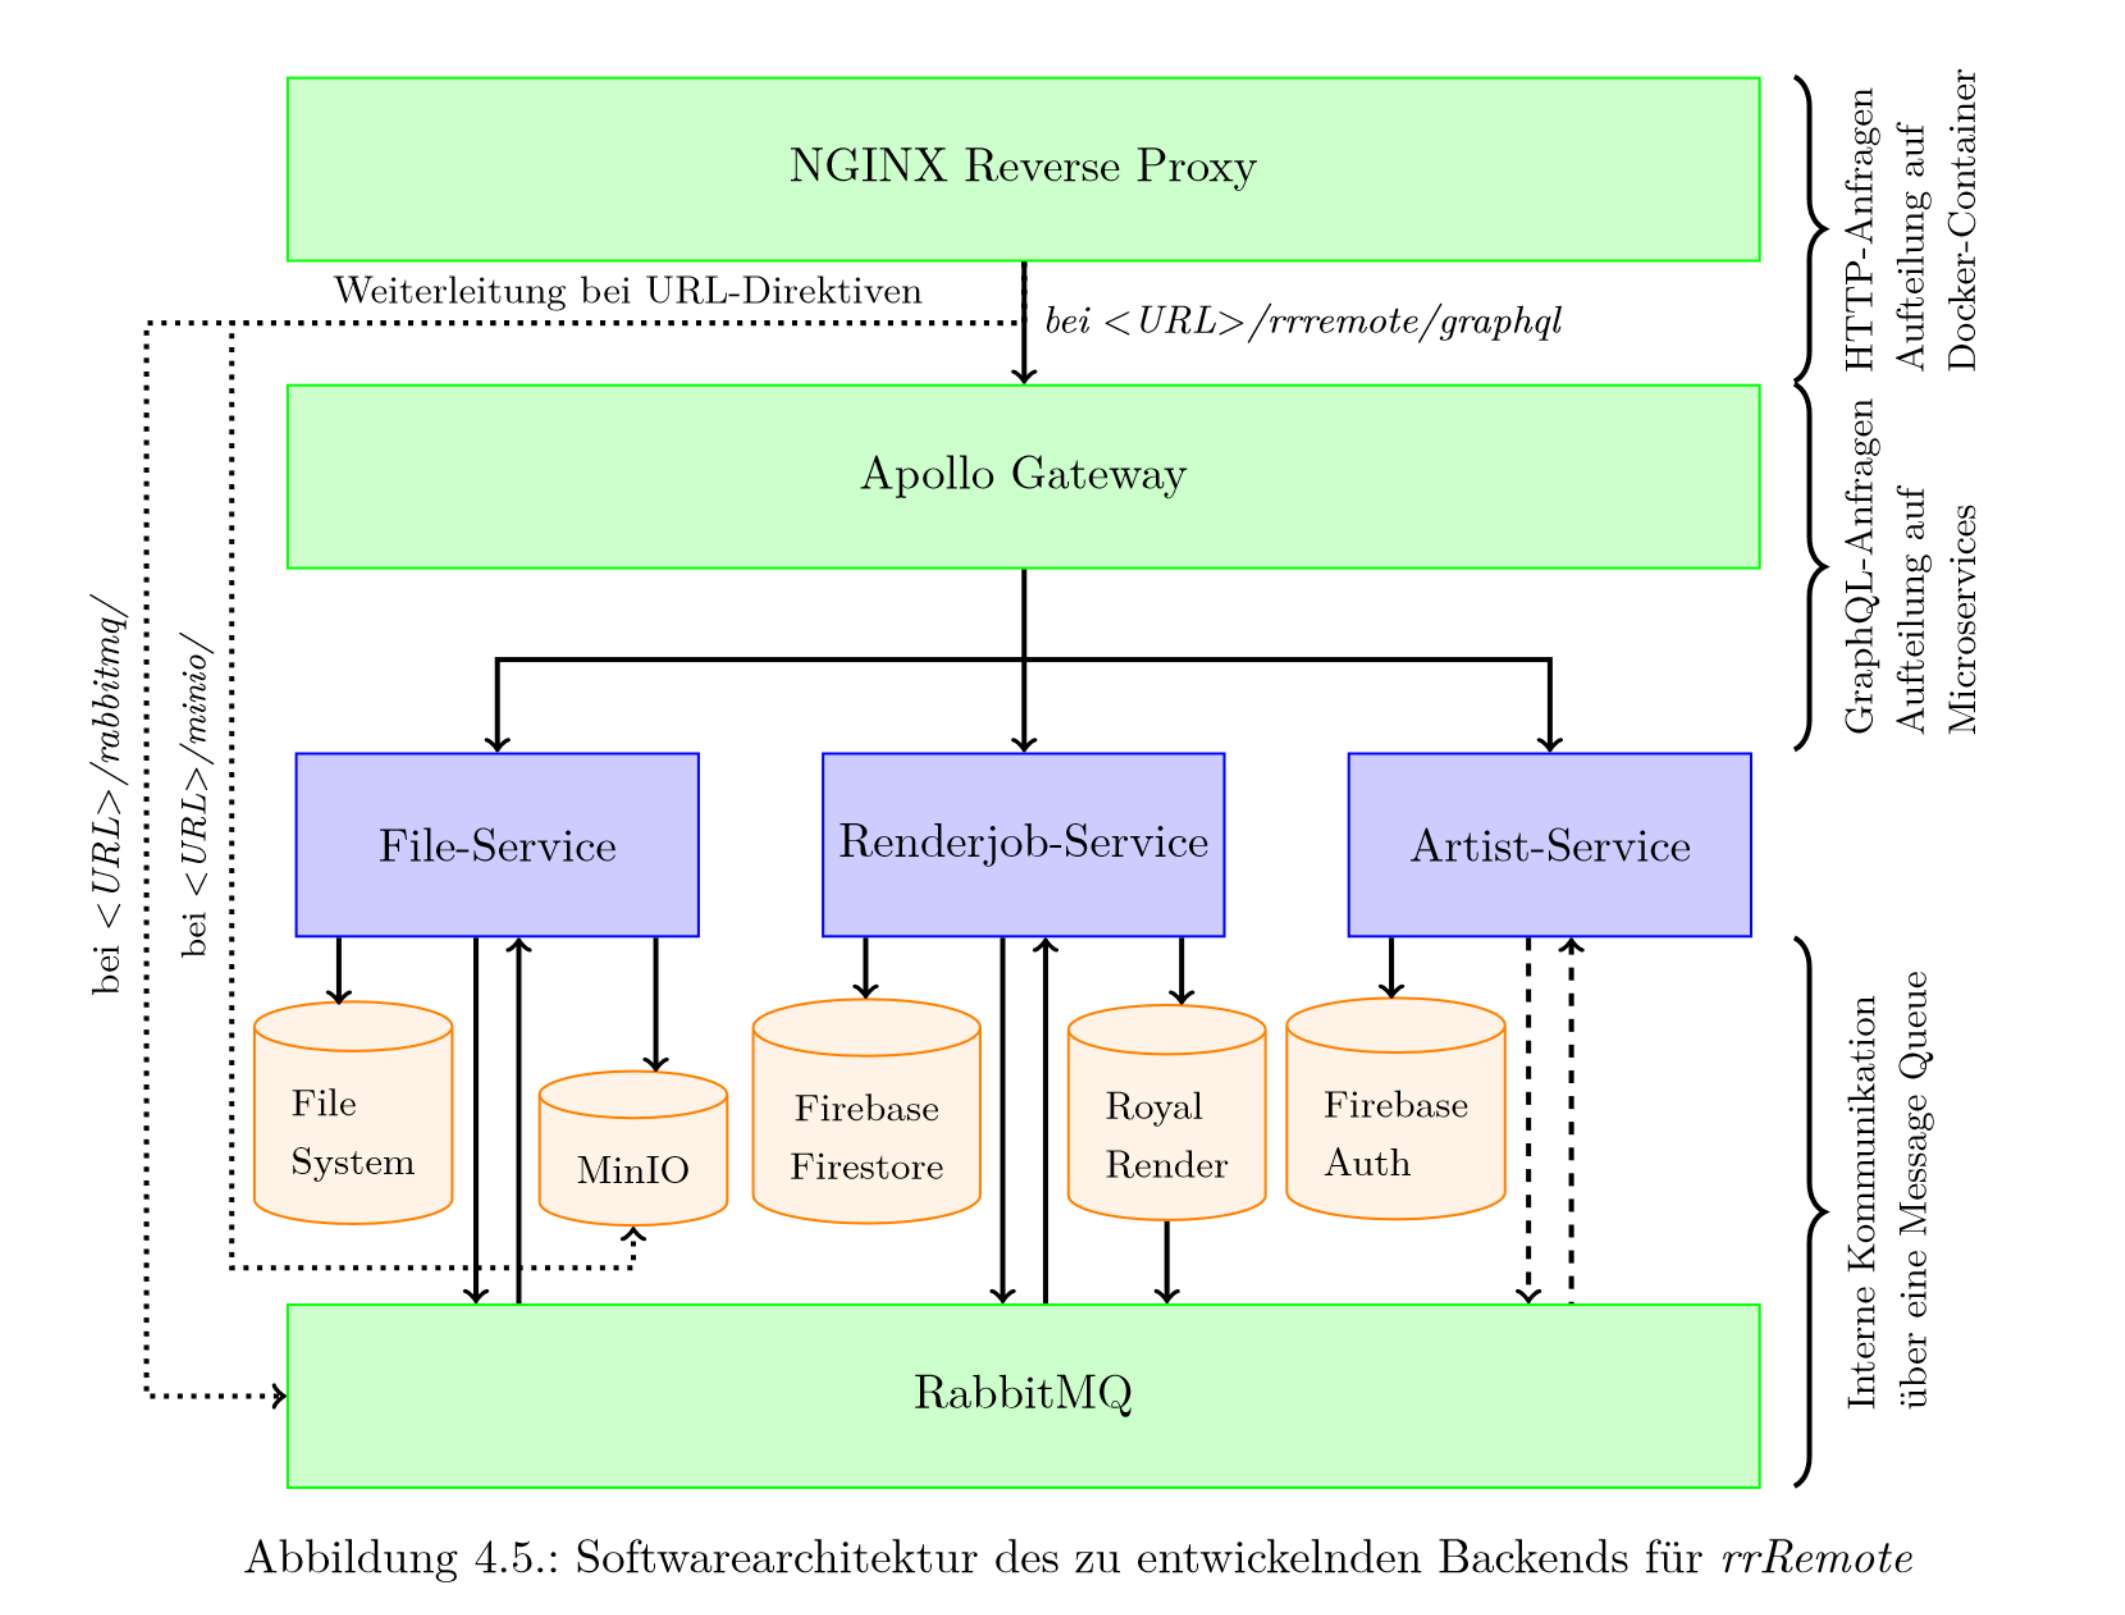 NGINX Reverse Proxy
HTTP-Anfragen
Aufteilung auf
Docker-Container
Weiterleitung bei URL-Direktiven
bei <URL>/rrremote/graphql
Apollo Gateway
GraphQL-Anfragen
Aufteilung auf
Microservices
bei <URL>/rabbitmq/
bei <URL>/minio/
File-Service
Renderjob-Service
Artist-Service
File
System
MinIO
Firebase
Firestore
Royal
Render
Firebase
Auth
Interne Kommunikation
über eine Message Queue
RabbitMQ
Abbildung 4.5.: Softwarearchitektur des zu entwickelnden Backends für rrRemote